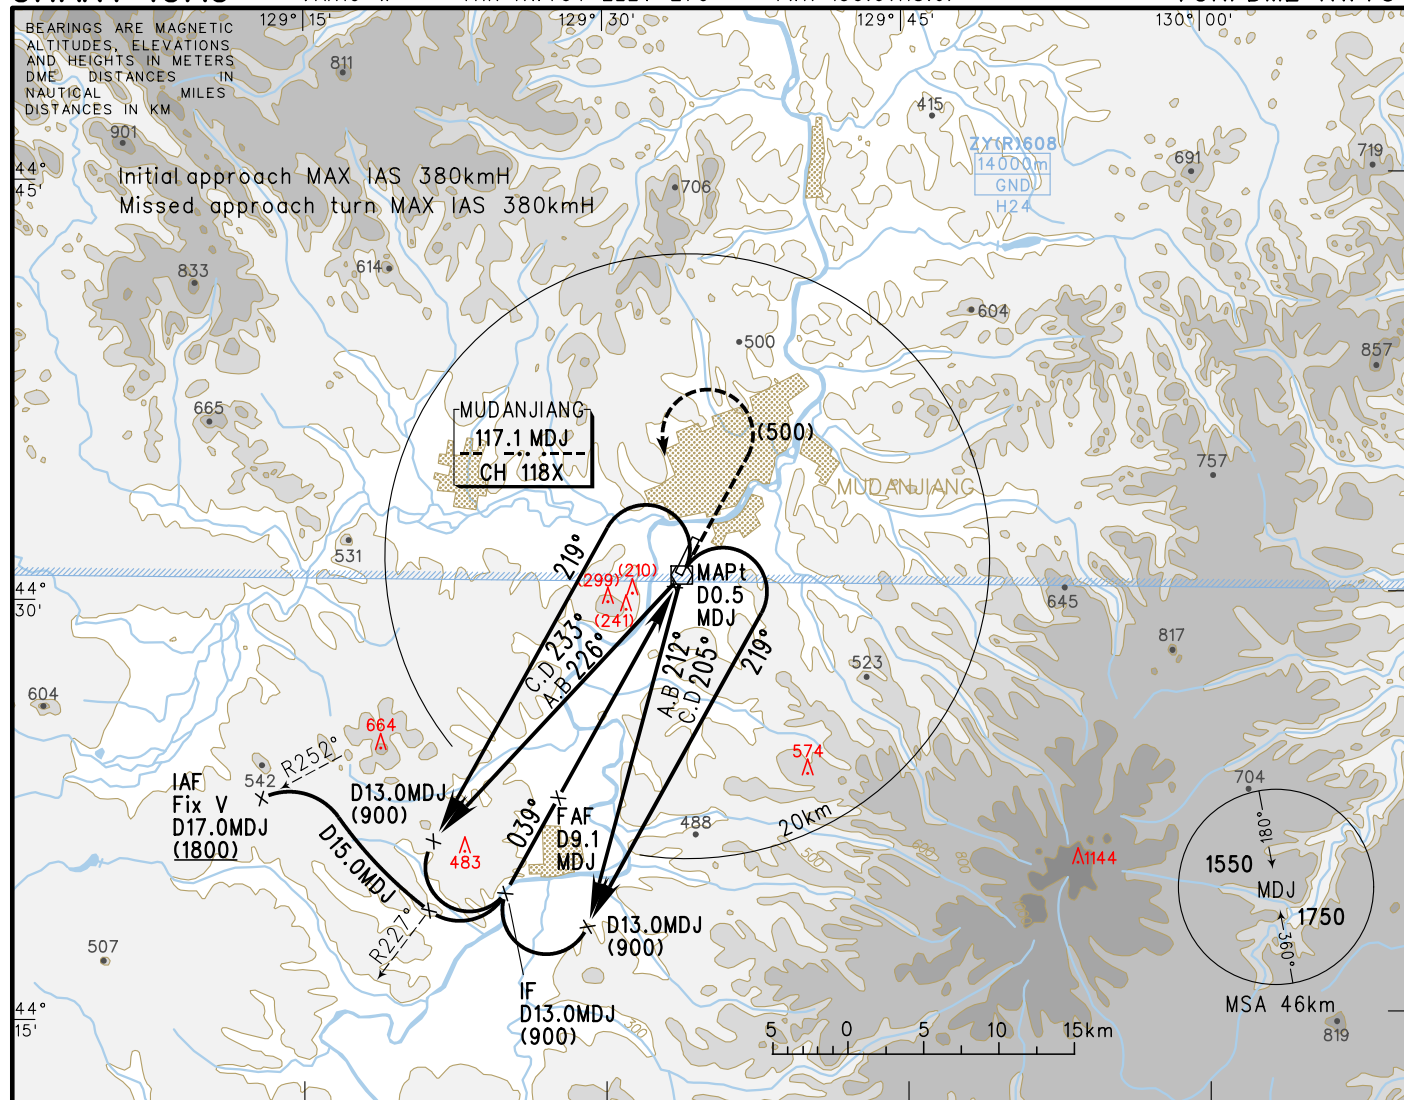 129° 15'
129° 30'
129° 45'
130° 00'
BEARINGS ARE MAGNETIC
ALTITUDES, ELEVATIONS
AND HEIGHTS IN METERS
DME DISTANCES IN
NAUTICAL MILES
DISTANCES IN KM
811
901
415
ZY(R)608
14000m
GND
H24
691
719
44°
45'
Initial approach MAX IAS 380kmH
Missed approach turn MAX IAS 380kmH
706
614
833
604
500
857
665
MUDANJIANG
117.1 MDJ
CH 118X
(500)
757
MUDANJIANG
531
219°
(299)
(210)
(241)
MAPt
D0.5
MDJ
44°
30'
645
C.D 233°
A.B 226°
A.B 212°
C.D 205°
219°
817
523
604
664
574
R252°
542
IAF
Fix V
D17.0MDJ
(1800)
D13.0MDJ
(900)
704
D15.0MDJ
039°
FAF
D9.1
MDJ
488
20km
500
600
800
483
1144
180°
1550
MDJ
1750
360°
MSA 46km
R227°
D13.0MDJ
(900)
507
IF
D13.0MDJ
(900)
300
44°
15'
5 0 5 10 15km
819